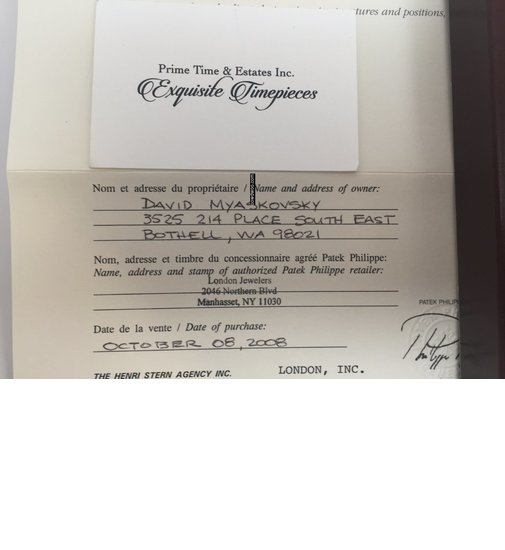 tures and positions,
Prime Time & Estates Inc.
Exquisite Timepieces
Nom et adresse du propriétaire / Name and address of owner:
DAVID MYASKOVSKY
3525 214 PLACE SOUTH EAST
BOTHELL, WA 98021
Nom, adresse et timbre du concessionnaire agréé Patek Philippe:
Name, address and stamp of authorized Patek Philippe retailer:
London Jewelers
2046 Northern Blvd
Manhasset, NY 11030
PATEK PHILIP
Date de la vente / Date of purchase:
OCTOBER 08, 2008
THE HENRI STERN AGENCY INC.
LONDON, INC.